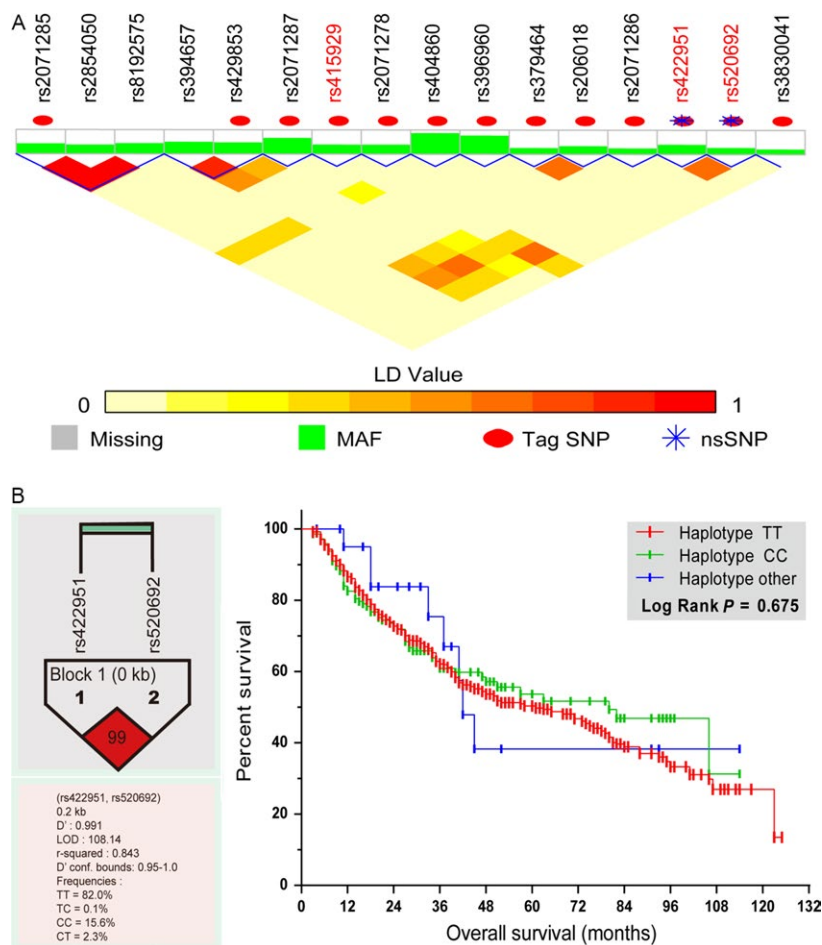 A
rs2071285
rs2854050
rs8192575
rs394657
rs429853
rs2071287
rs415929
rs2071278
rs404860
rs396960
rs379464
rs206018
rs2071286
rs422951
rs520692
rs3830041
LD Value
0
1
Missing
MAF
Tag SNP
nsSNP
B
rs422951
rs520692
Block 1 (0 kb)
1
2
99
(rs422951, rs520692)
0.2 kb
D' : 0.991
LOD : 108.14
r-squared : 0.843
D' conf. bounds: 0.95-1.0
Frequencies :
TT = 82.0%
TC = 0.1%
CC = 15.6%
CT = 2.3%
Percent survival
100
80
60
40
20
0
Haplotype TT
Haplotype CC
Haplotype other
Log Rank P = 0.675
0 12 24 36 48 60 72 84 96 108 120 132
Overall survival (months)